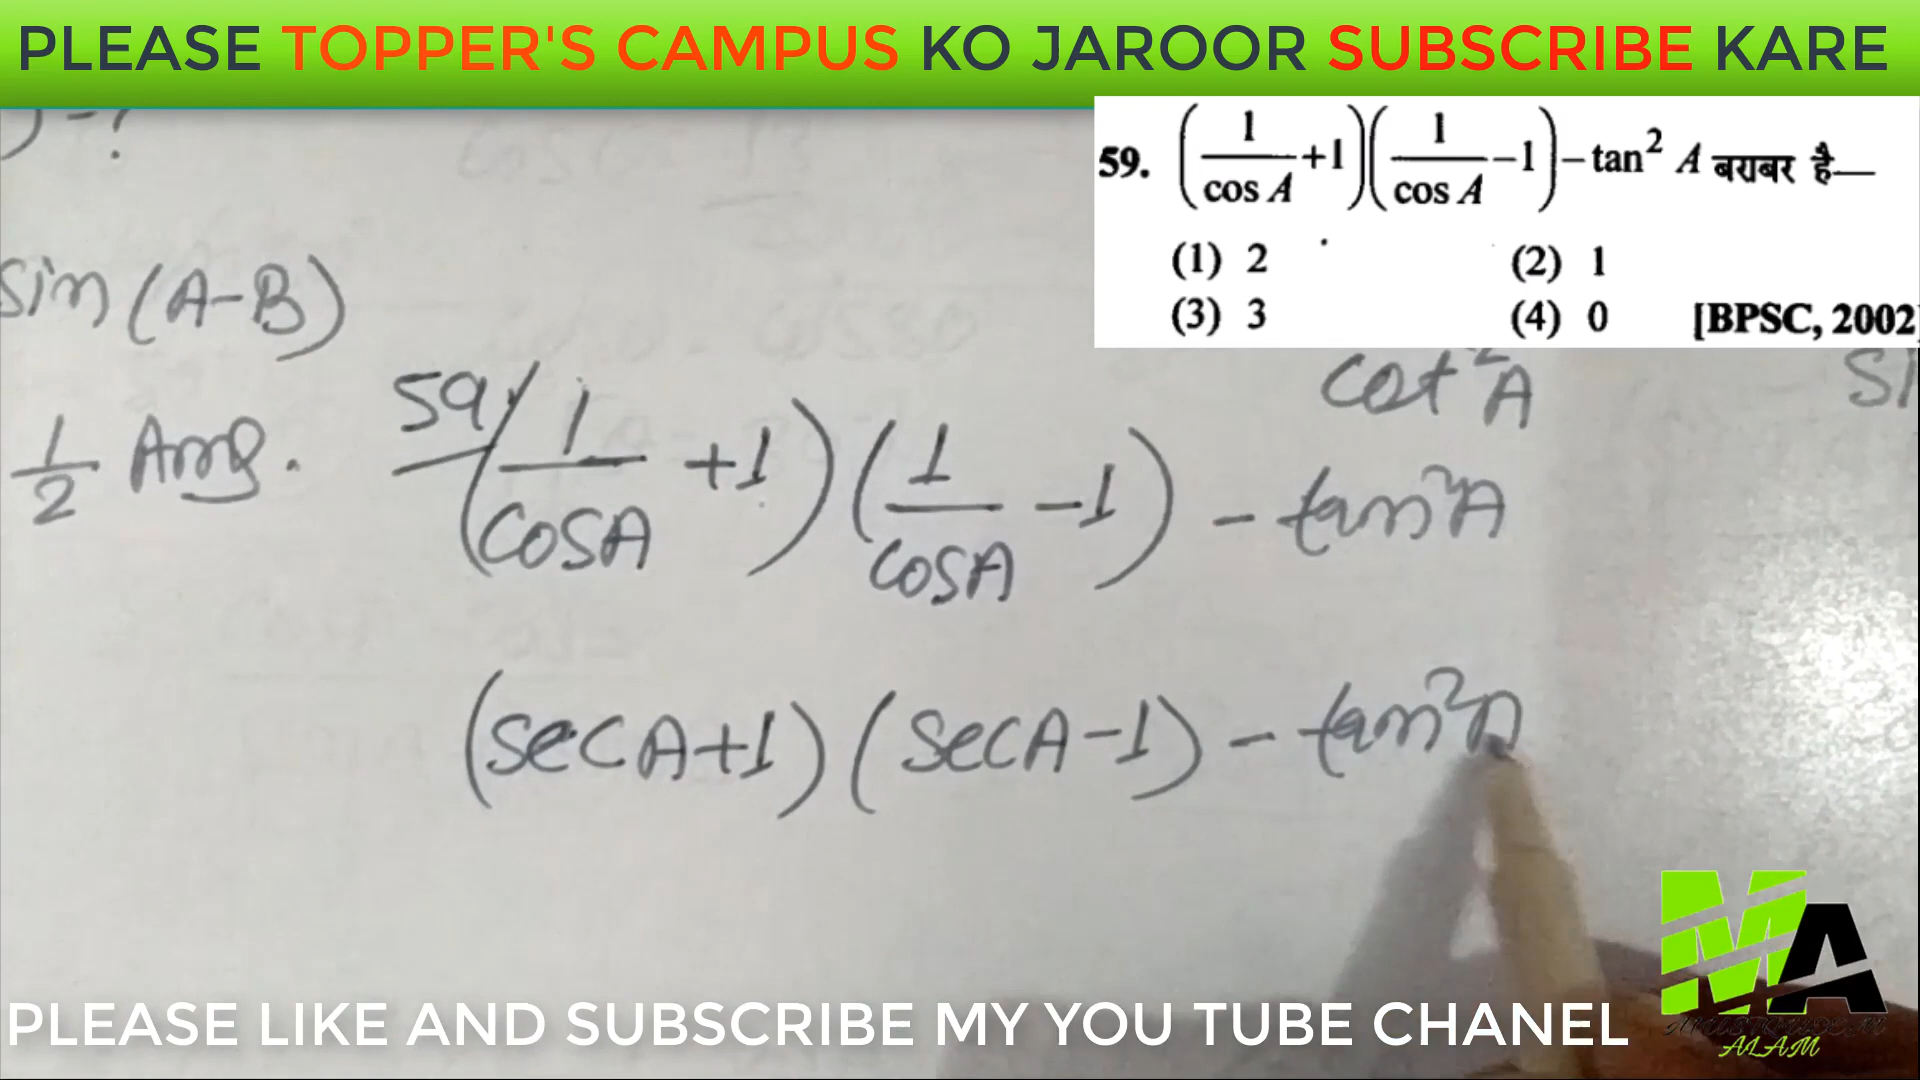 PLEASE TOPPER'S CAMPUS KO JAROOR SUBSCRIBE KARE
) - ?
59. (1/cos A + 1)(1/cos A − 1) − tan² A बराबर है—
(1) 2 (2) 1
(3) 3 (4) 0 [BPSC, 2002]
Sin (A-B)
1/2 Ans.
cot²A
59/ (1/cosA + 1) (1/cosA - 1) - tan²A
(secA+1) (secA-1) - tan²A
MA
ALAM
PLEASE LIKE AND SUBSCRIBE MY YOU TUBE CHANEL